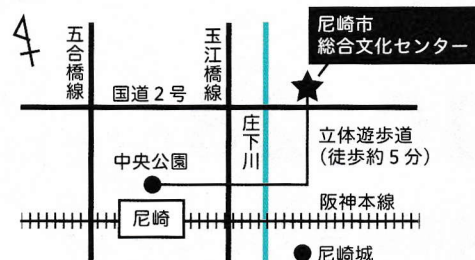 尼崎市
総合文化センター
五合橋線
玉江橋線
国道2号
庄下川
立体遊歩道
(徒歩約5分)
中央公園
阪神本線
尼崎
尼崎城